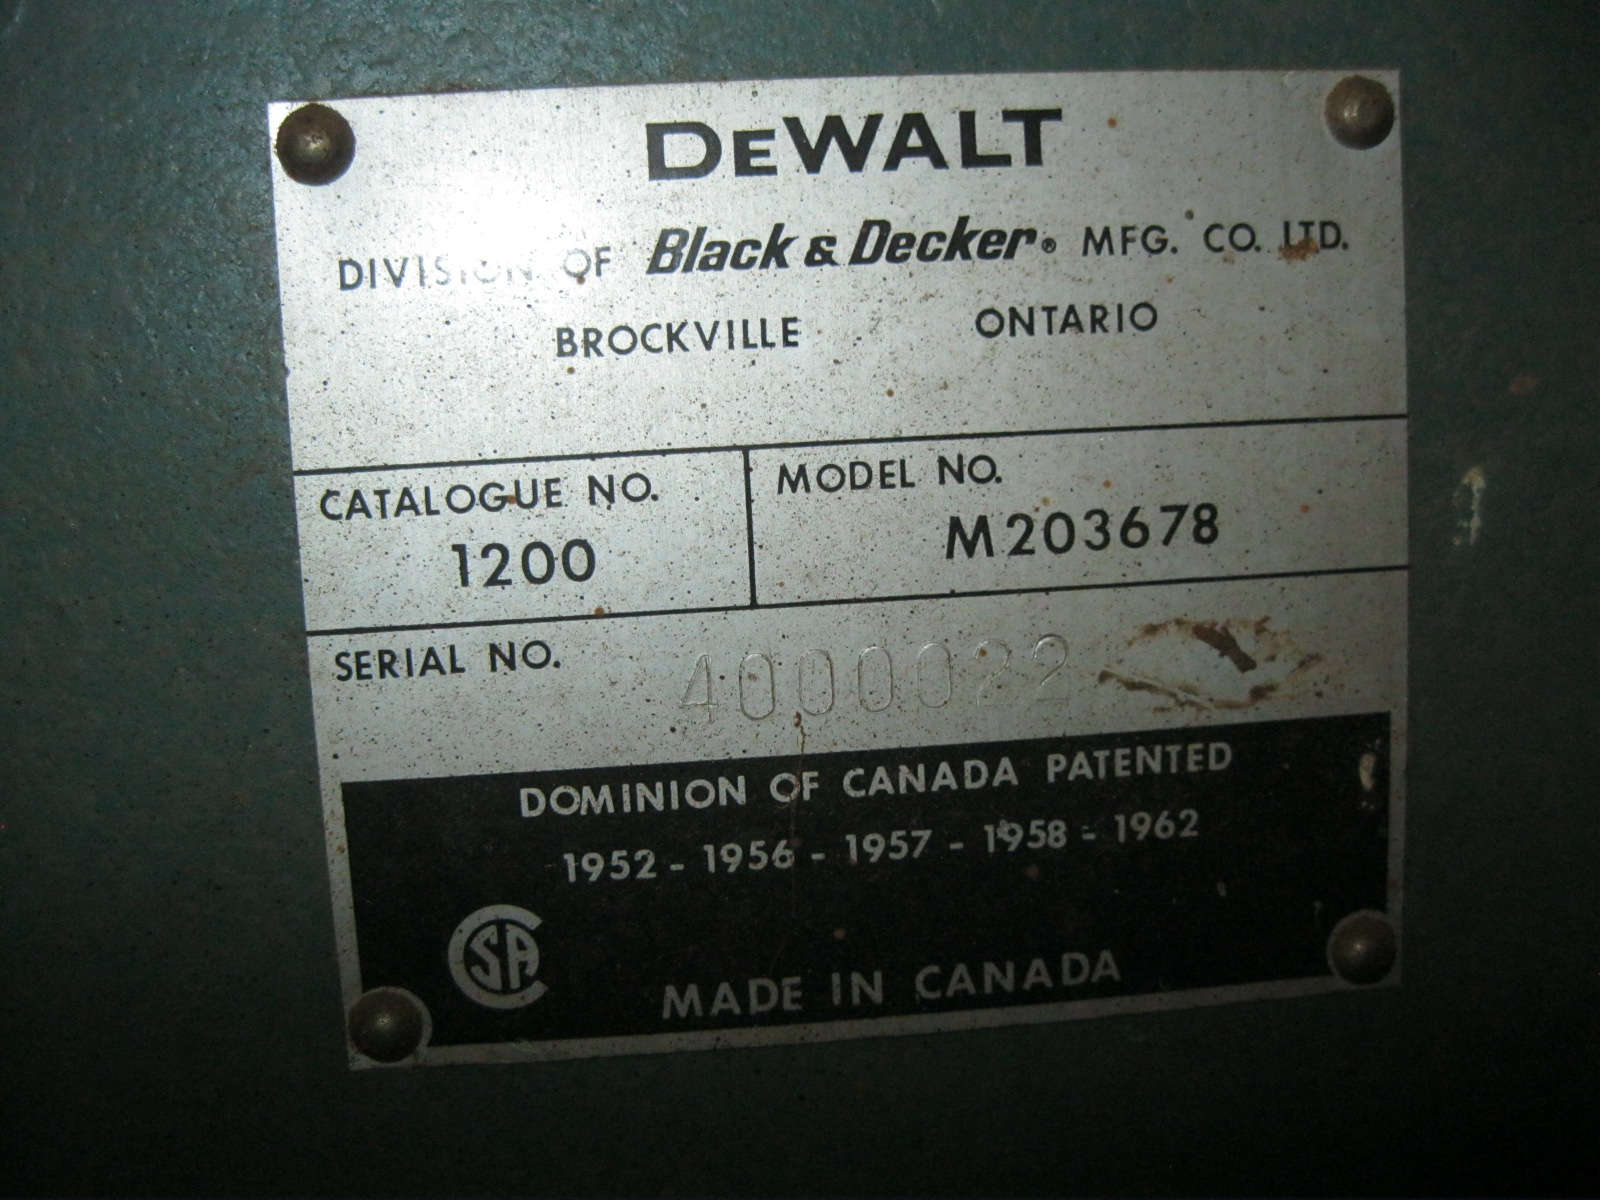 DEWALT
DIVISION OF Black & Decker® MFG. CO. LTD.
BROCKVILLE ONTARIO
CATALOGUE NO. MODEL NO.
1200 M203678
SERIAL NO. 4000022
DOMINION OF CANADA PATENTED
1952 - 1956 - 1957 - 1958 - 1962
CSA
MADE IN CANADA